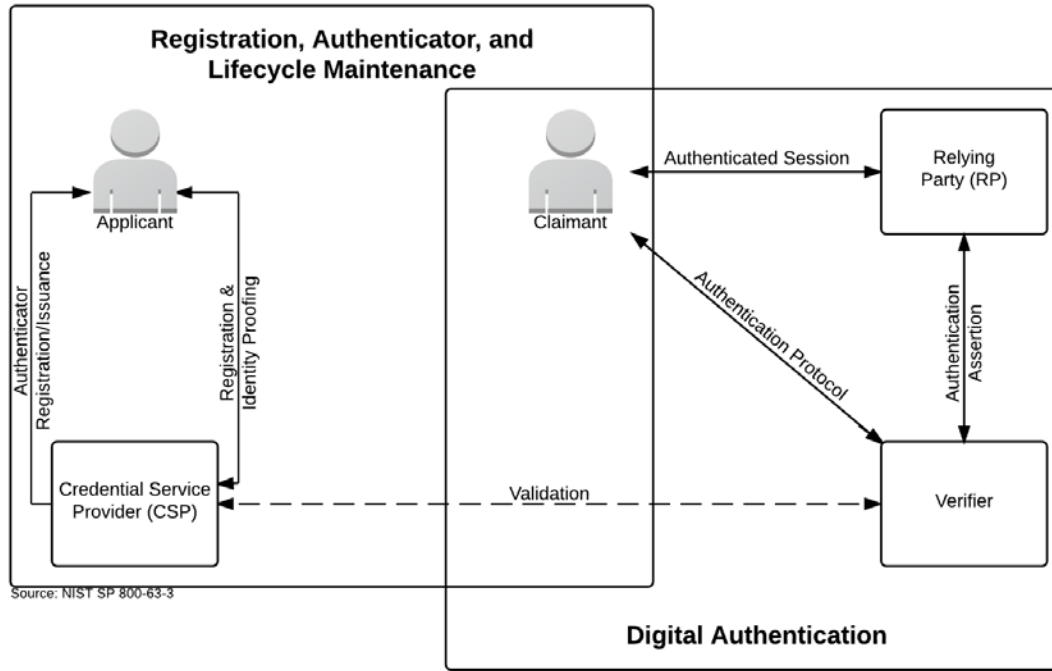 Registration, Authenticator, and
Lifecycle Maintenance
Applicant
Claimant
Authenticated Session
Relying
Party (RP)
Authenticator
Registration/Issuance
Registration &
Identity Proofing
Authentication Protocol
Authentication
Assertion
Credential Service
Provider (CSP)
Validation
Verifier
Source: NIST SP 800-63-3
Digital Authentication